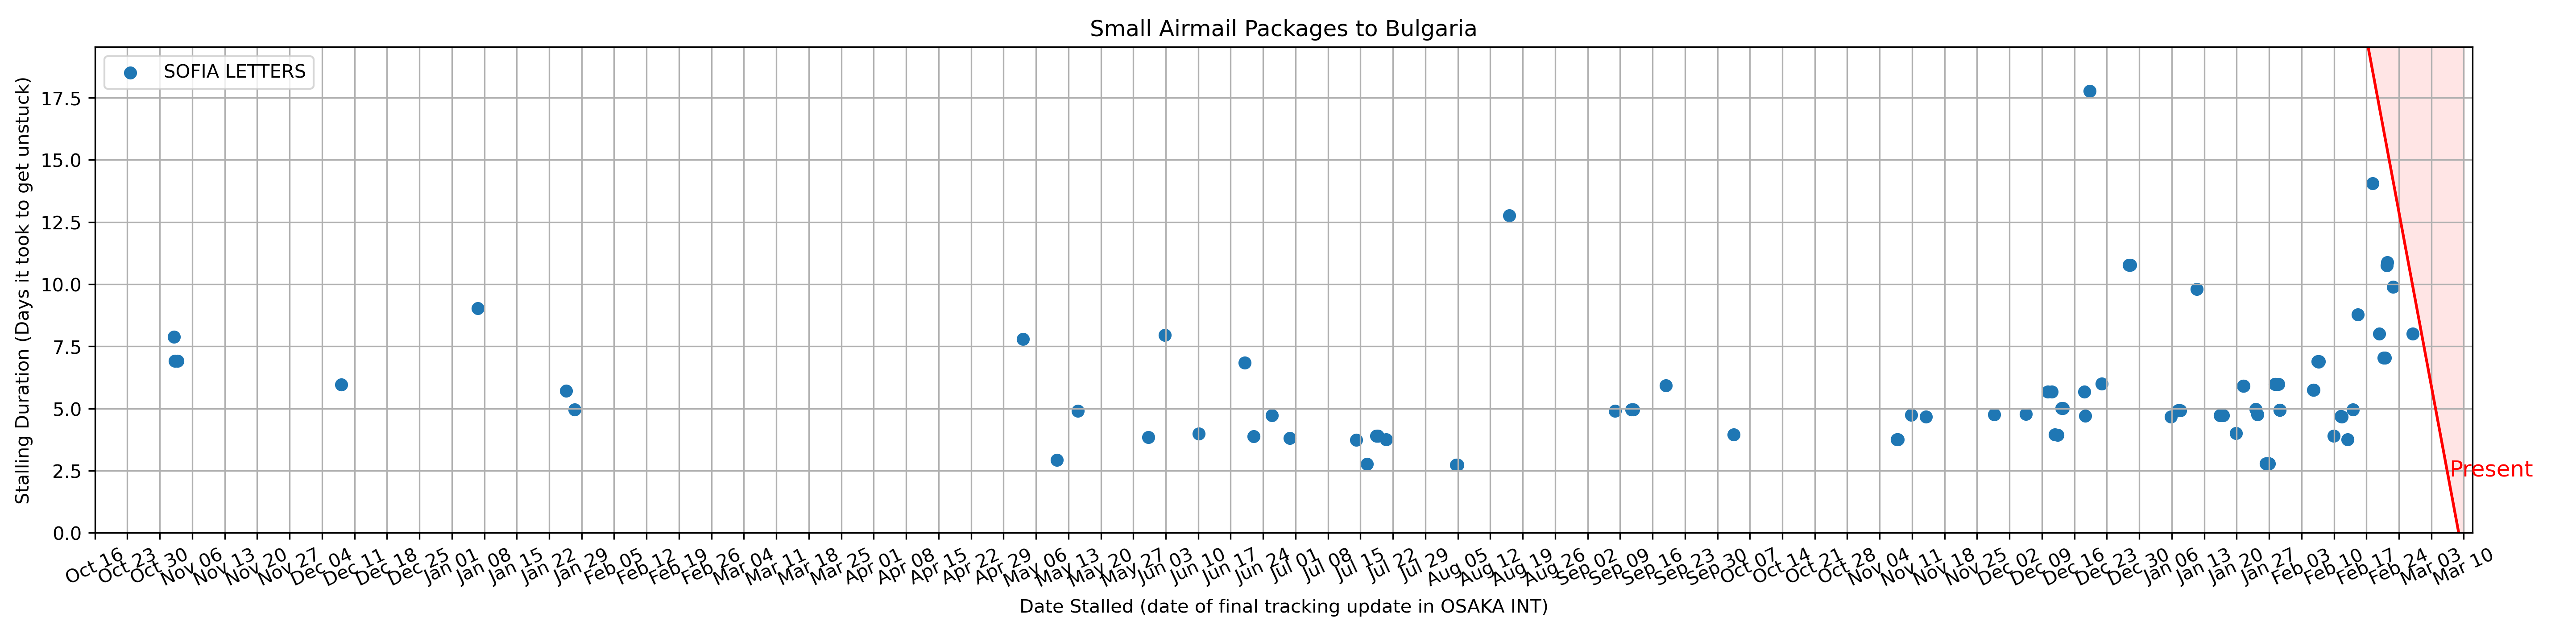 Small Airmail Packages to Bulgaria
SOFIA LETTERS
Stalling Duration (Days it took to get unstuck)
17.5
15.0
12.5
10.0
7.5
5.0
2.5
0.0
Present
Oct 16 Oct 23 Oct 30 Nov 06 Nov 13 Nov 20 Nov 27 Dec 04 Dec 11 Dec 18 Dec 25 Jan 01 Jan 08 Jan 15 Jan 22 Jan 29 Feb 05 Feb 12 Feb 19 Feb 26 Mar 04 Mar 11 Mar 18 Mar 25 Apr 01 Apr 08 Apr 15 Apr 22 Apr 29 May 06 May 13 May 20 May 27 Jun 03 Jun 10 Jun 17 Jun 24 Jul 01 Jul 08 Jul 15 Jul 22 Jul 29 Aug 05 Aug 12 Aug 19 Aug 26 Sep 02 Sep 09 Sep 16 Sep 23 Sep 30 Oct 07 Oct 14 Oct 21 Oct 28 Nov 04 Nov 11 Nov 18 Nov 25 Dec 02 Dec 09 Dec 16 Dec 23 Dec 30 Jan 06 Jan 13 Jan 20 Jan 27 Feb 03 Feb 10 Feb 17 Feb 24 Mar 03 Mar 10
Date Stalled (date of final tracking update in OSAKA INT)